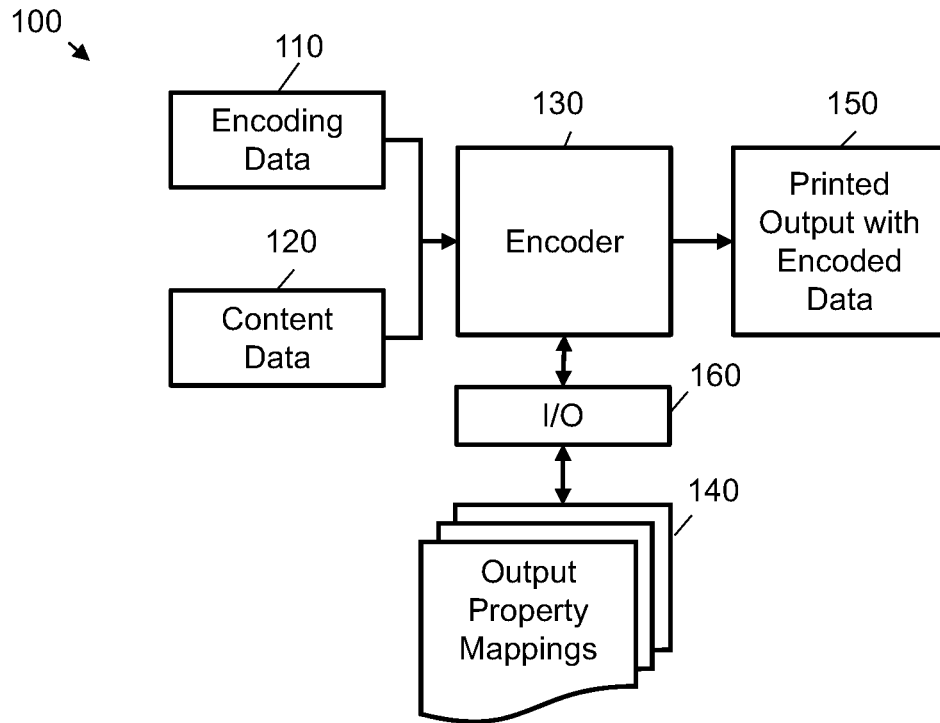 100
110
Encoding
Data
120
Content
Data
130
Encoder
150
Printed
Output with
Encoded
Data
160
I/O
140
Output
Property
Mappings